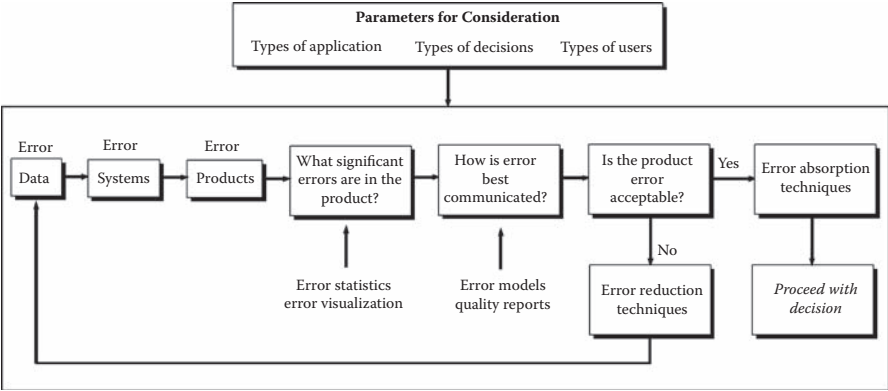 Parameters for Consideration
Types of application Types of decisions Types of users
Error
Error
Error
Data
Systems
Products
What significant
errors are in the
product?
How is error
best
communicated?
Is the product
error
acceptable?
Yes
Error absorption
techniques
No
Error statistics
error visualization
Error models
quality reports
Error reduction
techniques
Proceed with
decision